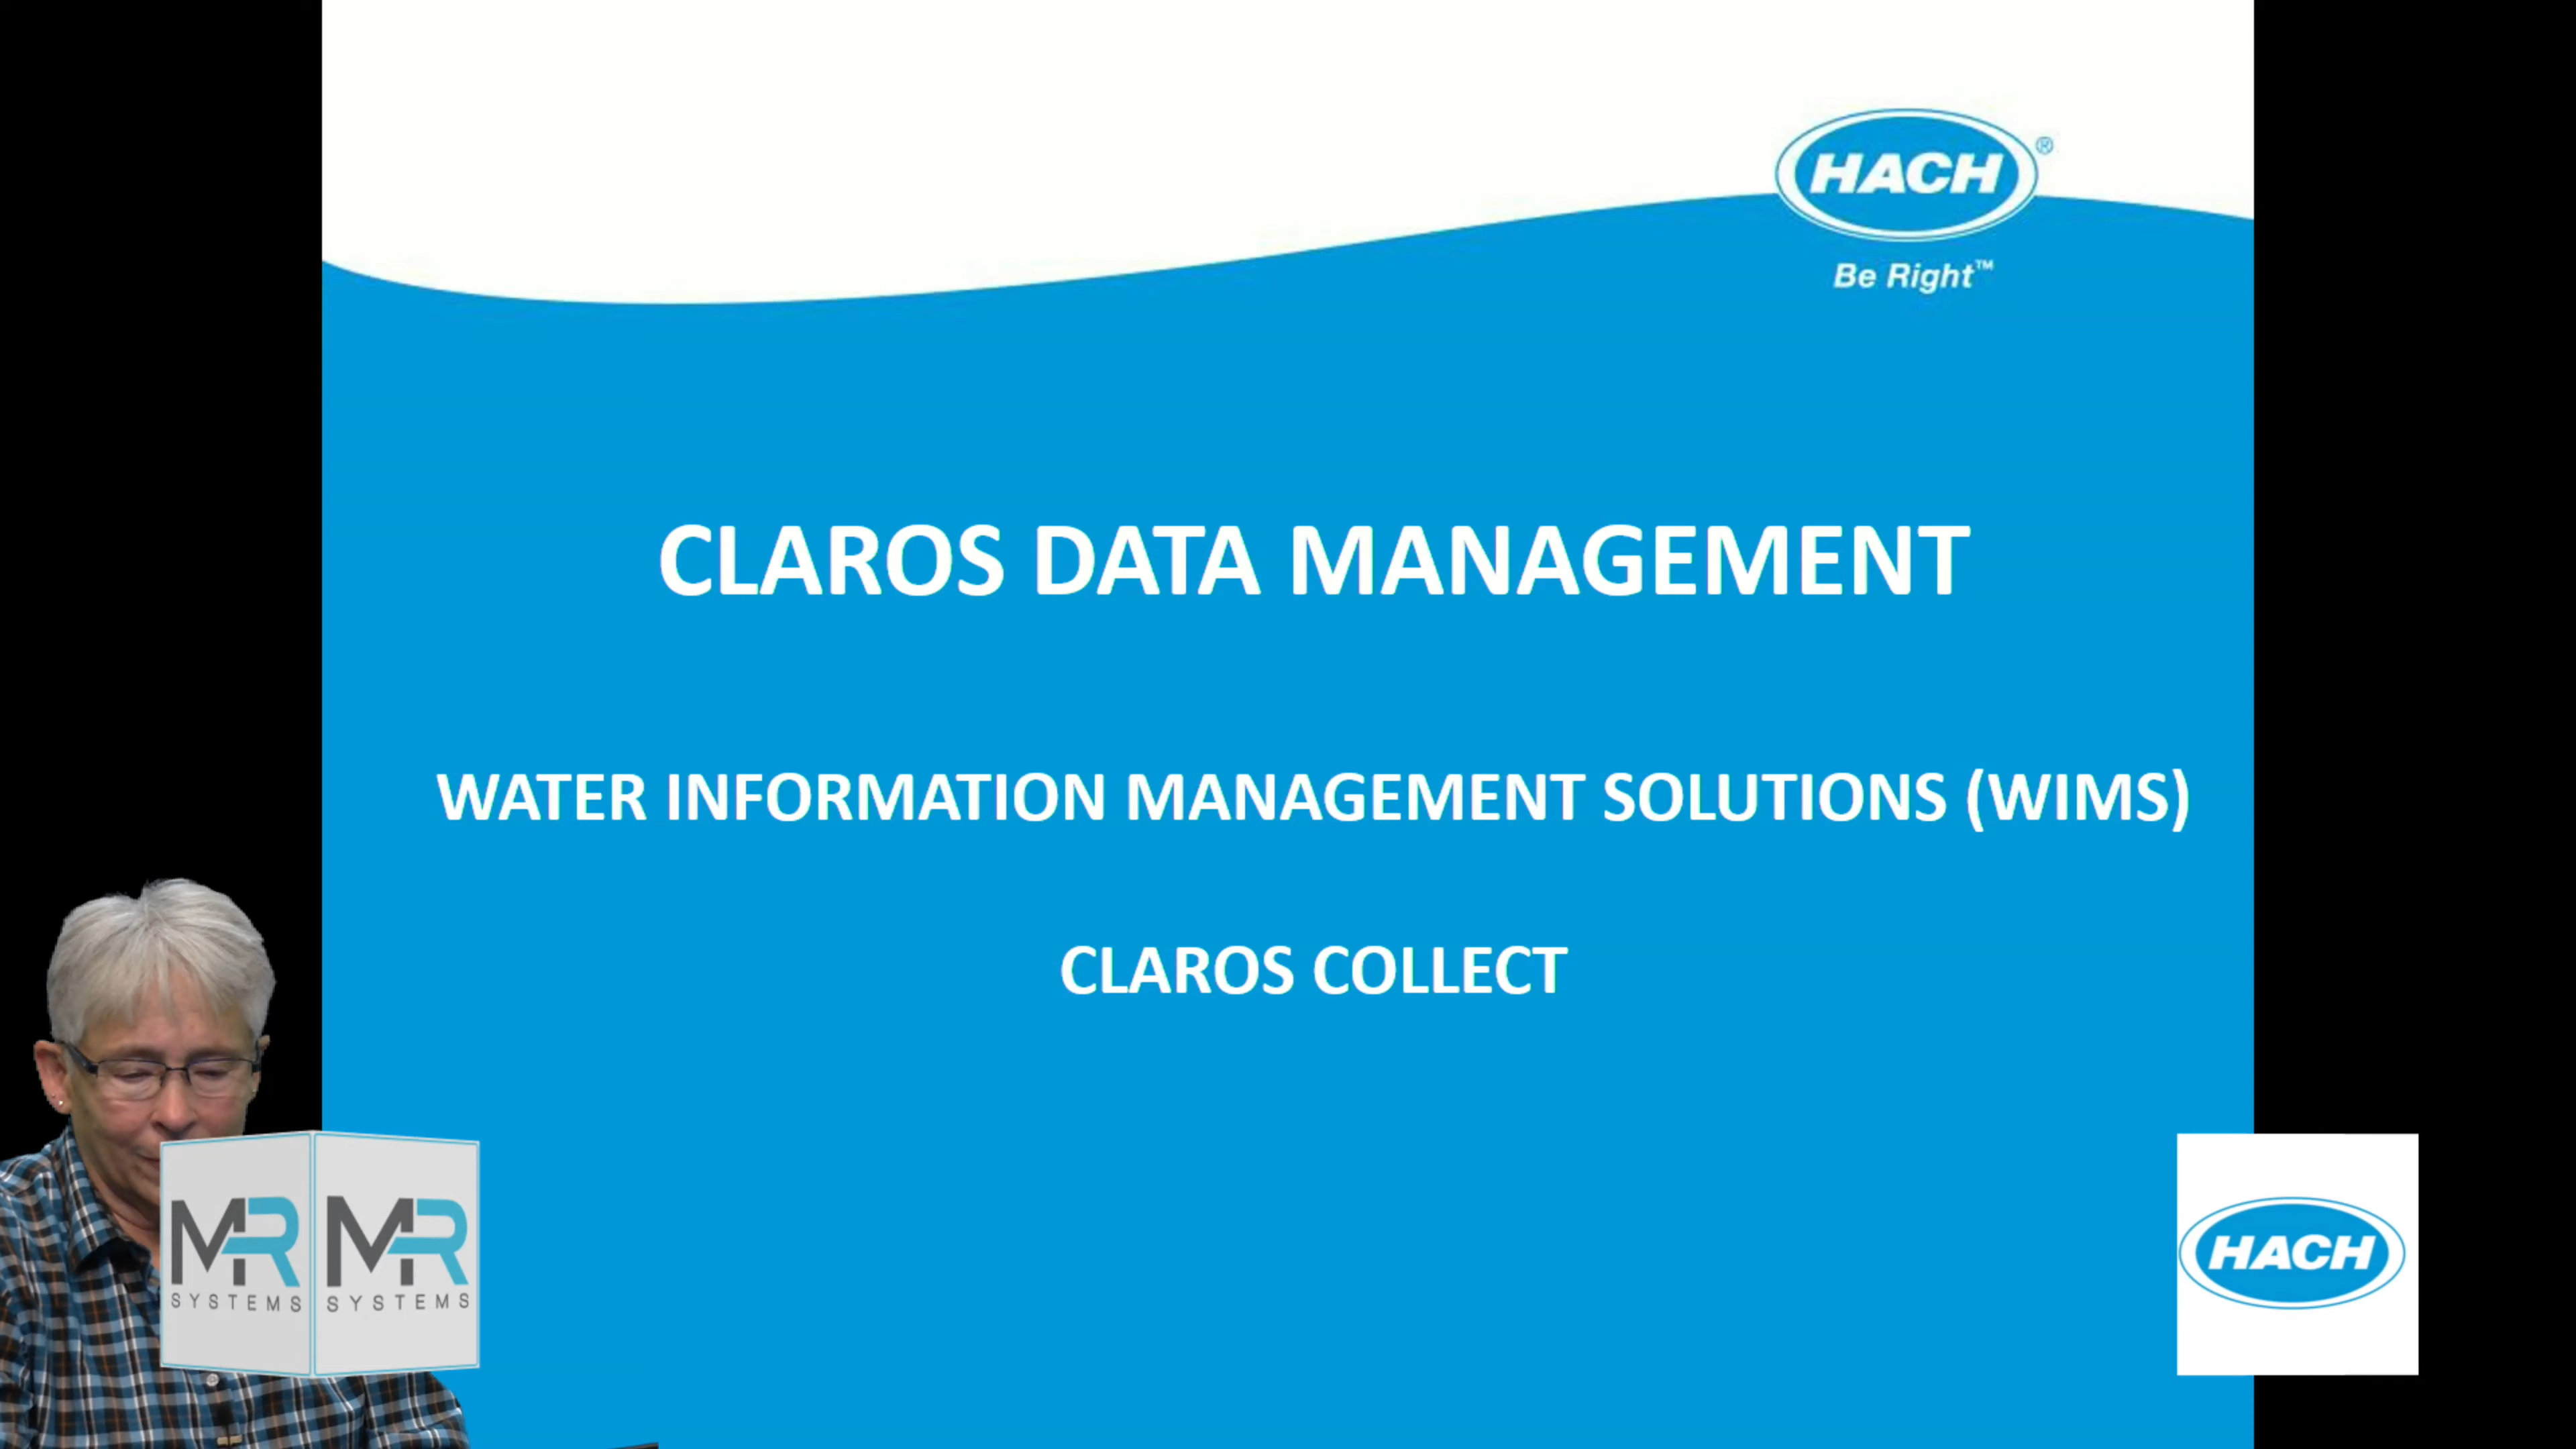 HACH®
Be Right™
CLAROS DATA MANAGEMENT
WATER INFORMATION MANAGEMENT SOLUTIONS (WIMS)
CLAROS COLLECT
MR MR
SYSTEMS SYSTEMS
HACH